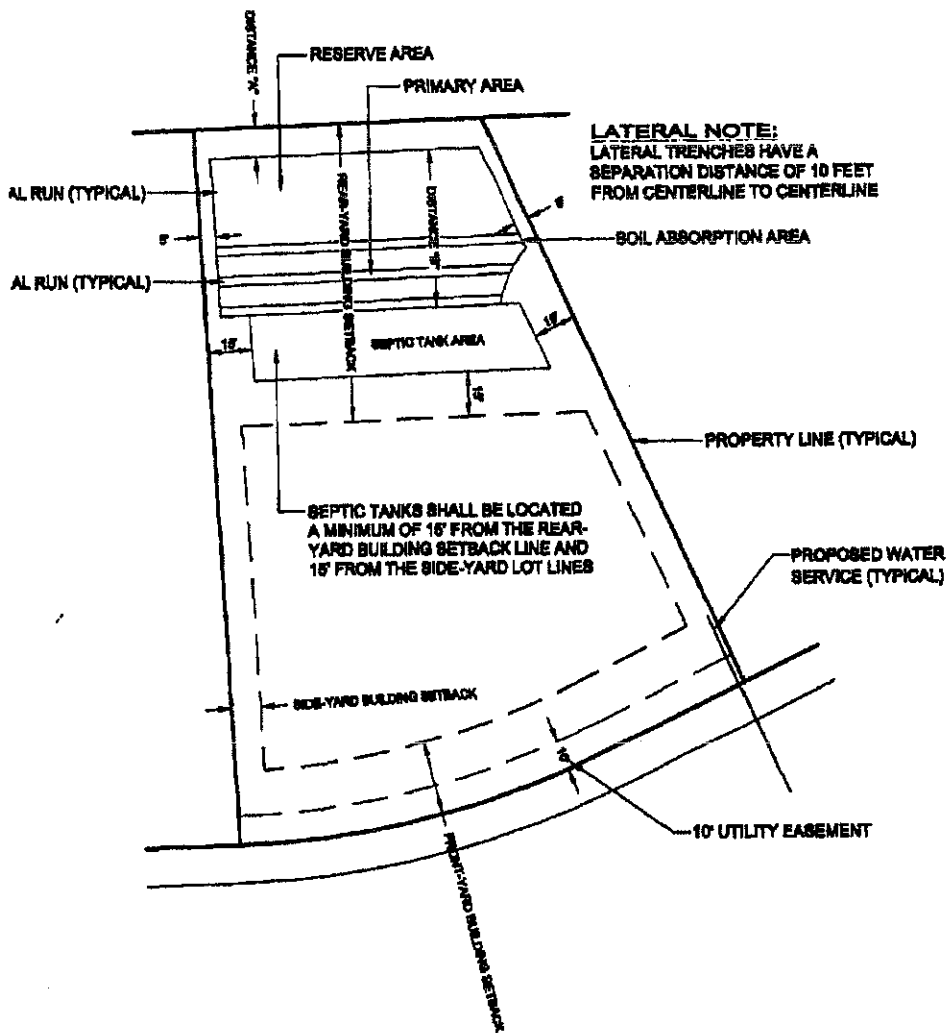 DISTANCE "A"
RESERVE AREA
PRIMARY AREA
LATERAL NOTE:
LATERAL TRENCHES HAVE A
SEPARATION DISTANCE OF 10 FEET
FROM CENTERLINE TO CENTERLINE
AL RUN (TYPICAL)
REAR-YARD BUILDING SETBACK
DISTANCE "B"
SOIL ABSORPTION AREA
AL RUN (TYPICAL)
15'
SEPTIC TANK AREA
15'
15'
PROPERTY LINE (TYPICAL)
SEPTIC TANKS SHALL BE LOCATED
A MINIMUM OF 15' FROM THE REAR-
YARD BUILDING SETBACK LINE AND
15' FROM THE SIDE-YARD LOT LINES
PROPOSED WATER
SERVICE (TYPICAL)
SIDE-YARD BUILDING SETBACK
10'
10' UTILITY EASEMENT
FRONT-YARD BUILDING SETBACK